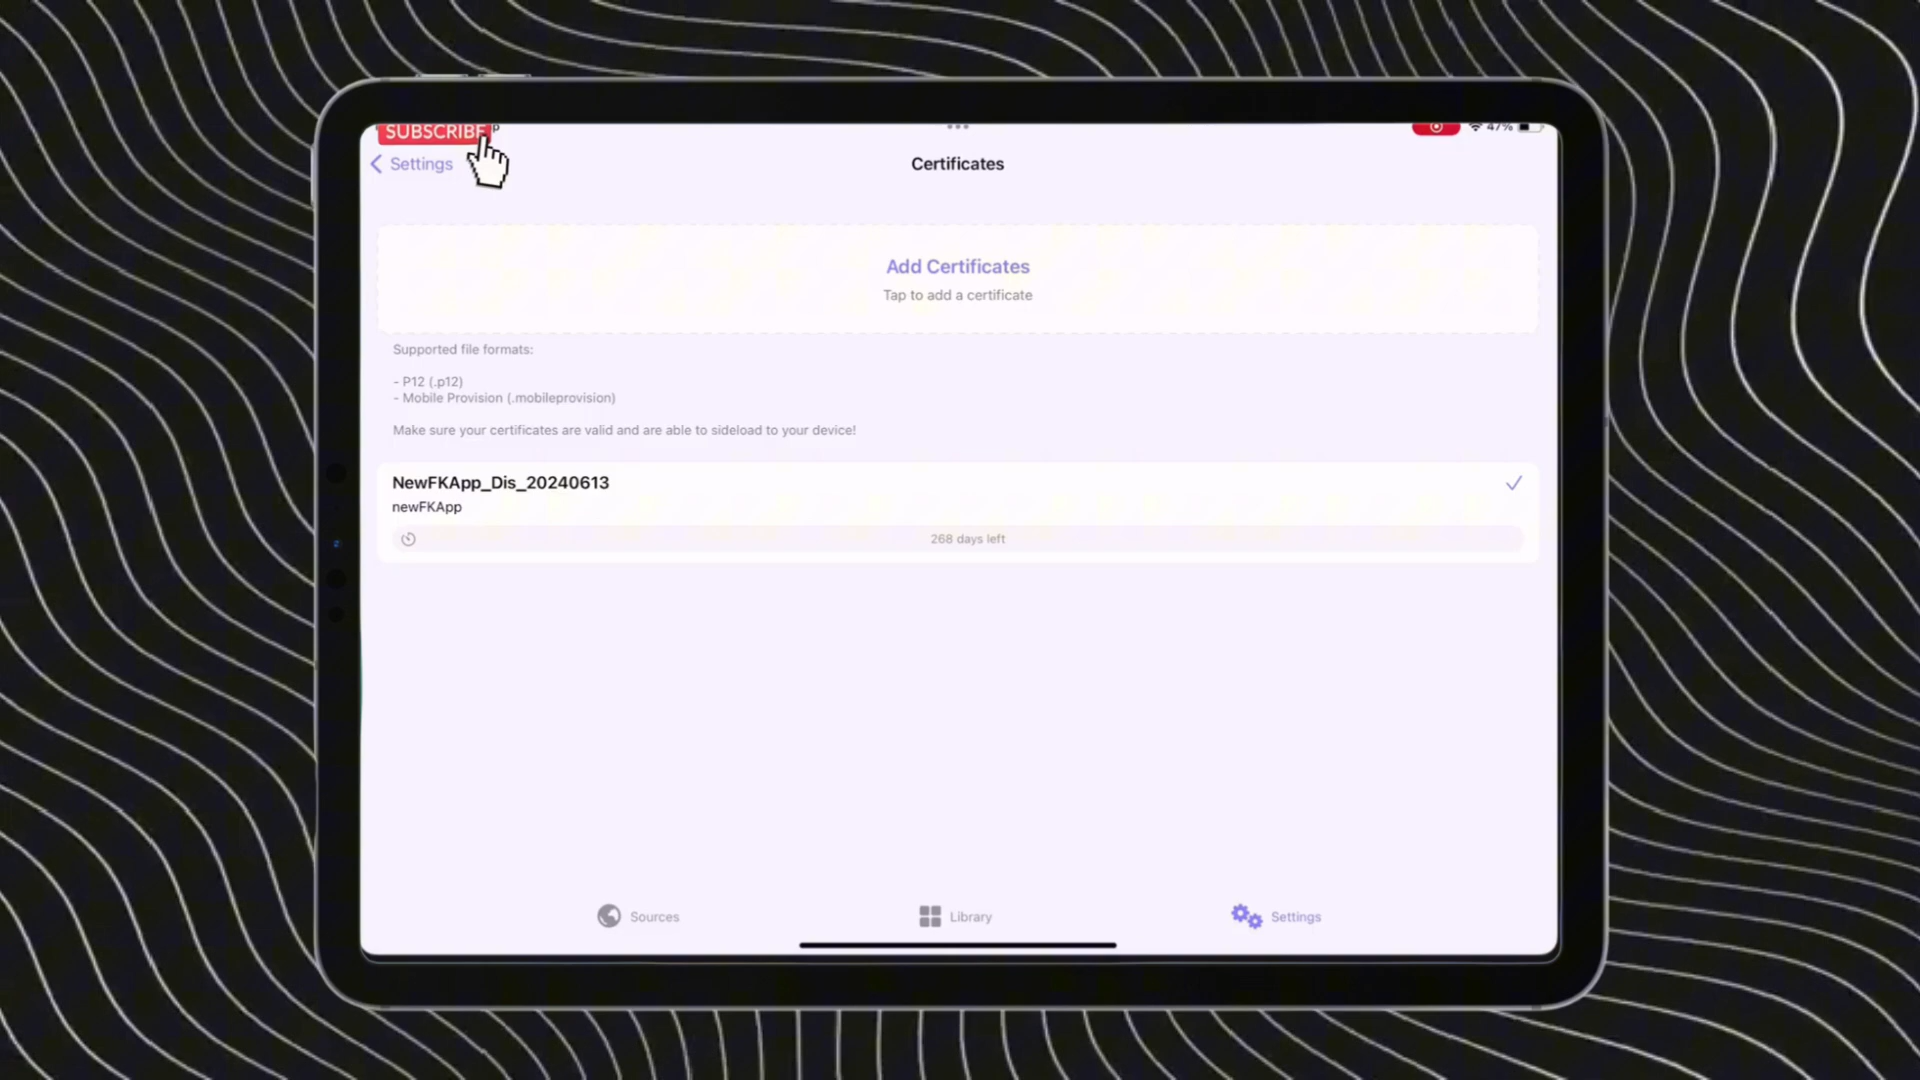 SUBSCRIBE
47%
Settings
Certificates
Add Certificates
Tap to add a certificate
Supported file formats:
- P12 (.p12)
- Mobile Provision (.mobileprovision)
Make sure your certificates are valid and are able to sideload to your device!
NewFKApp_Dis_20240613
newFKApp
268 days left
Sources
Library
Settings